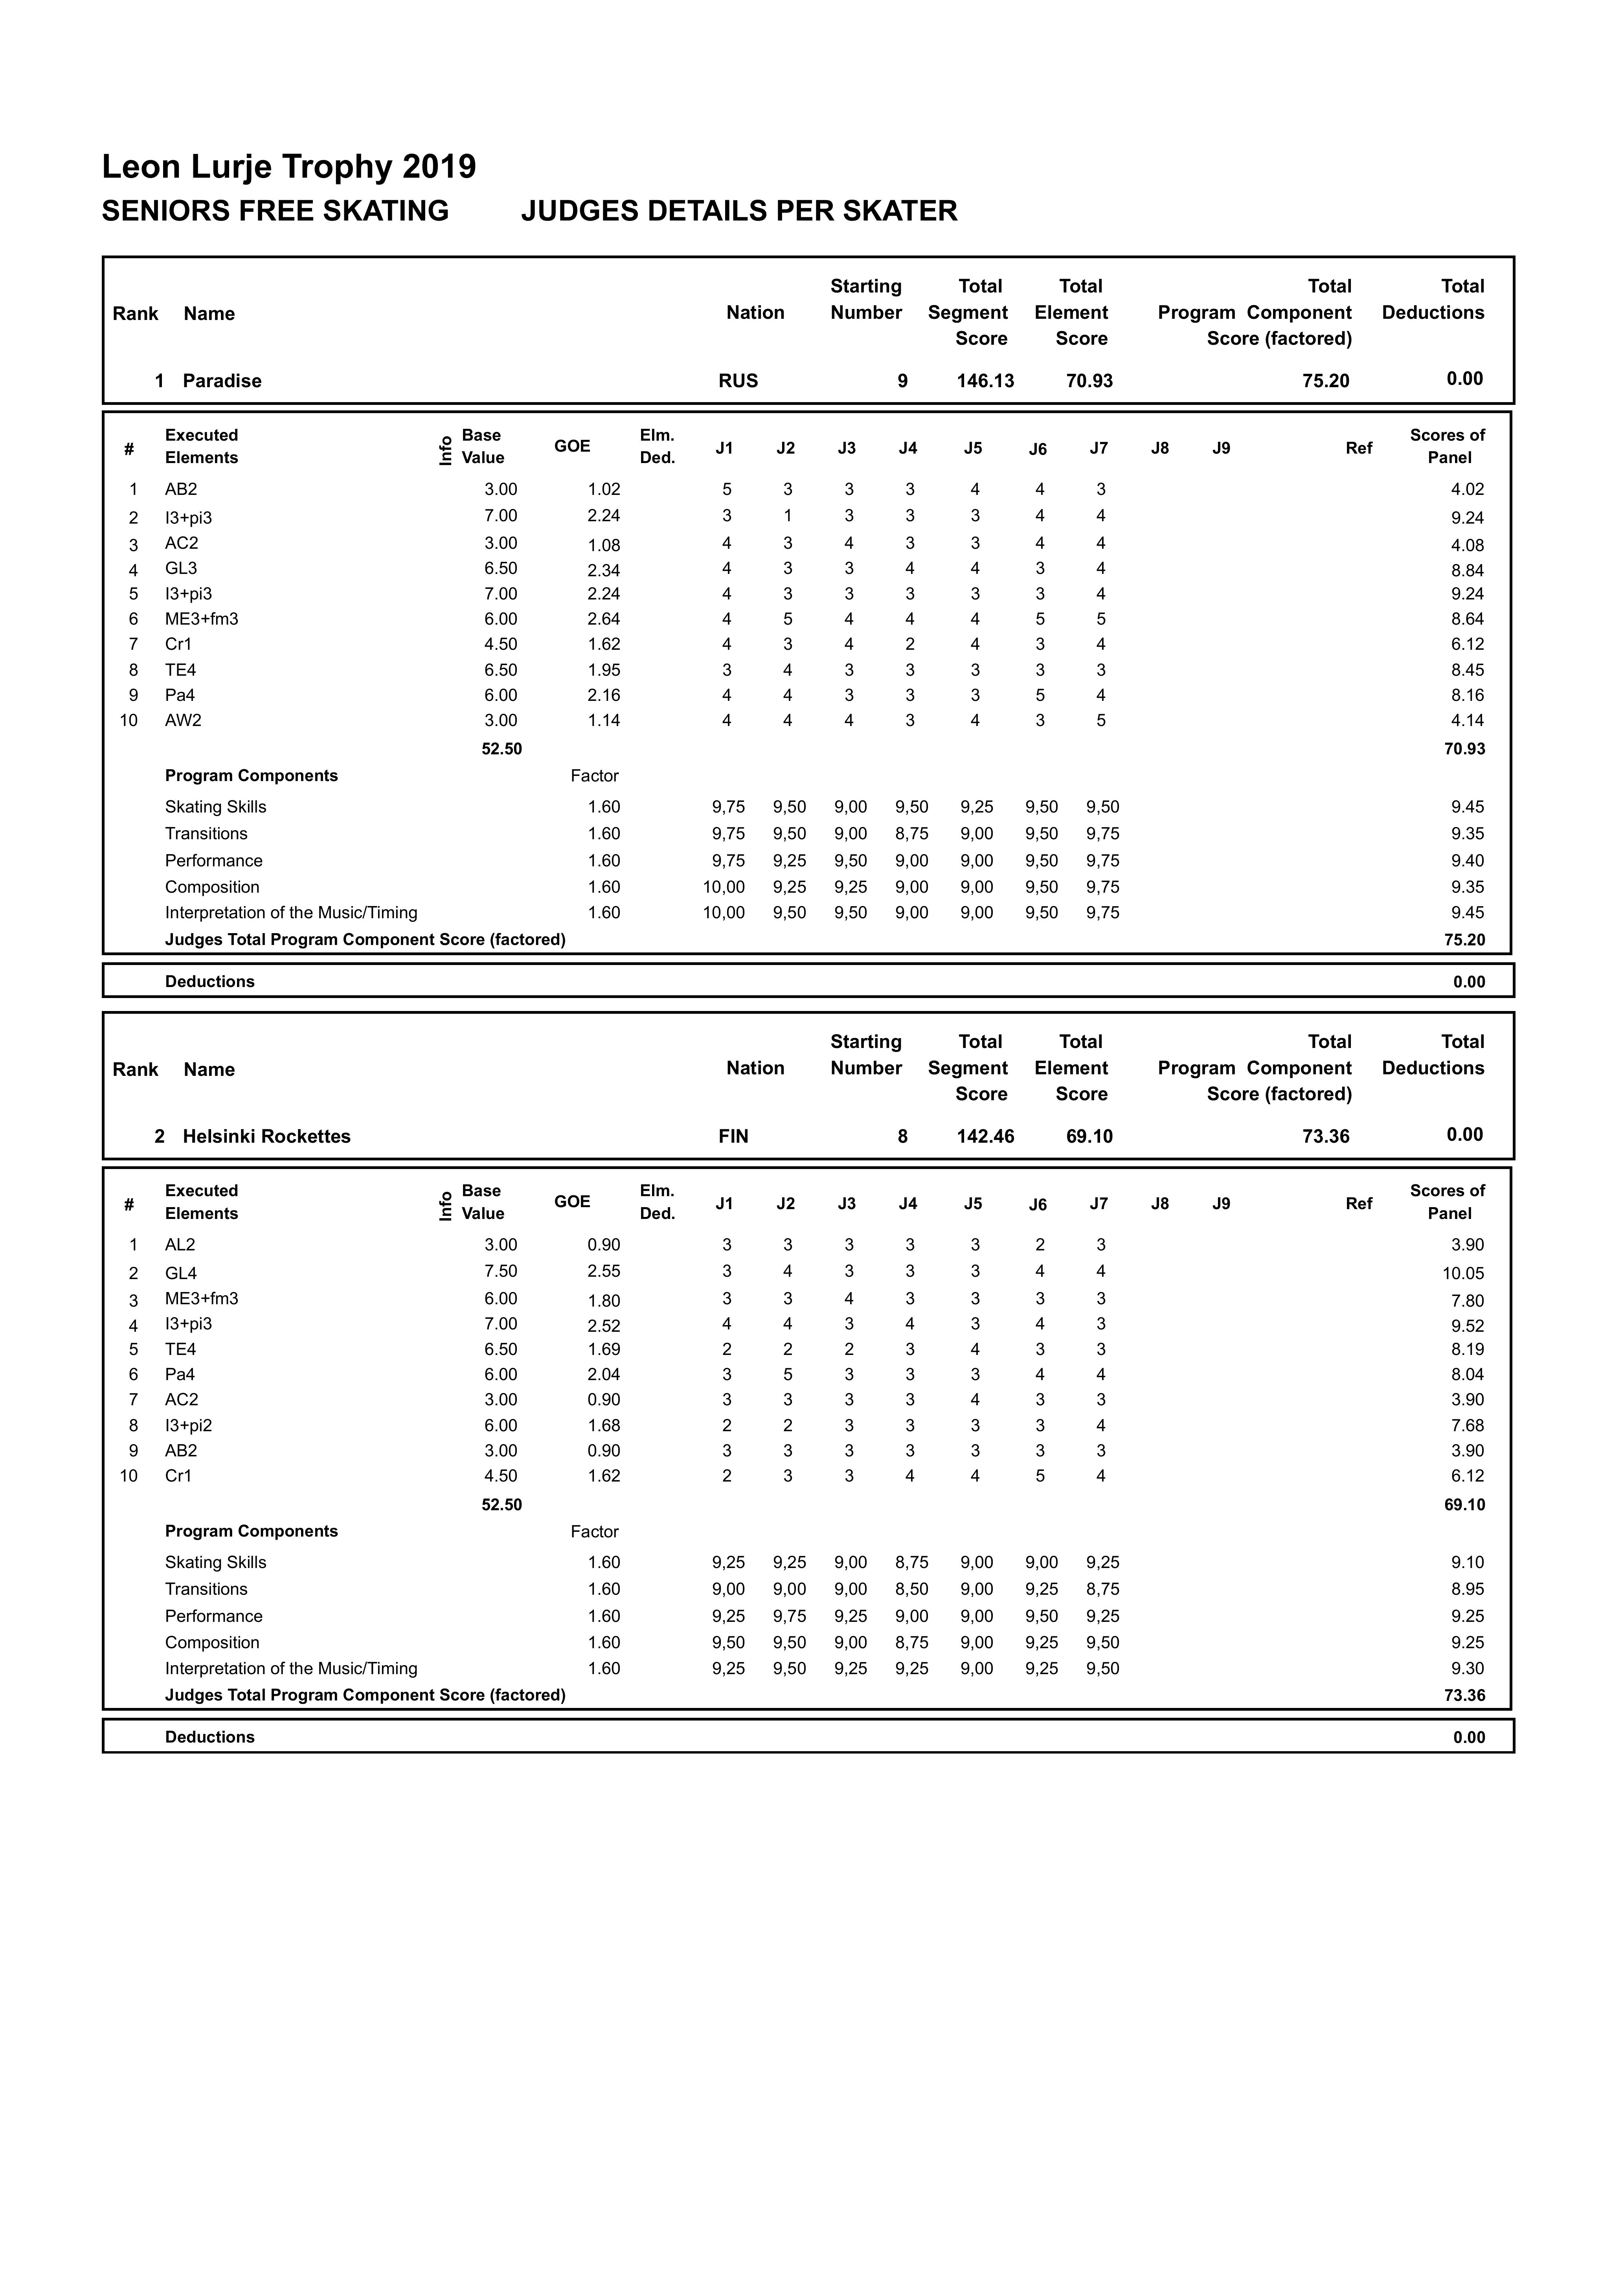 Leon Lurje Trophy 2019
SENIORS FREE SKATING JUDGES DETAILS PER SKATER
Rank Name Nation Starting Number Total Segment Score Total Element Score Total Program Component Score (factored) Total Deductions
1 Paradise RUS 9 146.13 70.93 75.20 0.00
# Executed Elements Info Base Value GOE Elm. Ded. J1 J2 J3 J4 J5 J6 J7 J8 J9 Ref Scores of Panel
1 AB2 3.00 1.02 5 3 3 3 4 4 3 4.02
2 I3+pi3 7.00 2.24 3 1 3 3 3 4 4 9.24
3 AC2 3.00 1.08 4 3 4 3 3 4 4 4.08
4 GL3 6.50 2.34 4 3 3 4 4 3 4 8.84
5 I3+pi3 7.00 2.24 4 3 3 3 3 3 4 9.24
6 ME3+fm3 6.00 2.64 4 5 4 4 4 5 5 8.64
7 Cr1 4.50 1.62 4 3 4 2 4 3 4 6.12
8 TE4 6.50 1.95 3 4 3 3 3 3 3 8.45
9 Pa4 6.00 2.16 4 4 3 3 3 5 4 8.16
10 AW2 3.00 1.14 4 4 4 3 4 3 5 4.14
52.50 70.93
Program Components Factor
Skating Skills 1.60 9,75 9,50 9,00 9,50 9,25 9,50 9,50 9.45
Transitions 1.60 9,75 9,50 9,00 8,75 9,00 9,50 9,75 9.35
Performance 1.60 9,75 9,25 9,50 9,00 9,00 9,50 9,75 9.40
Composition 1.60 10,00 9,25 9,25 9,00 9,00 9,50 9,75 9.35
Interpretation of the Music/Timing 1.60 10,00 9,50 9,50 9,00 9,00 9,50 9,75 9.45
Judges Total Program Component Score (factored) 75.20
Deductions 0.00
Rank Name Nation Starting Number Total Segment Score Total Element Score Total Program Component Score (factored) Total Deductions
2 Helsinki Rockettes FIN 8 142.46 69.10 73.36 0.00
# Executed Elements Info Base Value GOE Elm. Ded. J1 J2 J3 J4 J5 J6 J7 J8 J9 Ref Scores of Panel
1 AL2 3.00 0.90 3 3 3 3 3 2 3 3.90
2 GL4 7.50 2.55 3 4 3 3 3 4 4 10.05
3 ME3+fm3 6.00 1.80 3 3 4 3 3 3 3 7.80
4 I3+pi3 7.00 2.52 4 4 3 4 3 4 3 9.52
5 TE4 6.50 1.69 2 2 2 3 4 3 3 8.19
6 Pa4 6.00 2.04 3 5 3 3 3 4 4 8.04
7 AC2 3.00 0.90 3 3 3 3 4 3 3 3.90
8 I3+pi2 6.00 1.68 2 2 3 3 3 3 4 7.68
9 AB2 3.00 0.90 3 3 3 3 3 3 3 3.90
10 Cr1 4.50 1.62 2 3 3 4 4 5 4 6.12
52.50 69.10
Program Components Factor
Skating Skills 1.60 9,25 9,25 9,00 8,75 9,00 9,00 9,25 9.10
Transitions 1.60 9,00 9,00 9,00 8,50 9,00 9,25 8,75 8.95
Performance 1.60 9,25 9,75 9,25 9,00 9,00 9,50 9,25 9.25
Composition 1.60 9,50 9,50 9,00 8,75 9,00 9,25 9,50 9.25
Interpretation of the Music/Timing 1.60 9,25 9,50 9,25 9,25 9,00 9,25 9,50 9.30
Judges Total Program Component Score (factored) 73.36
Deductions 0.00